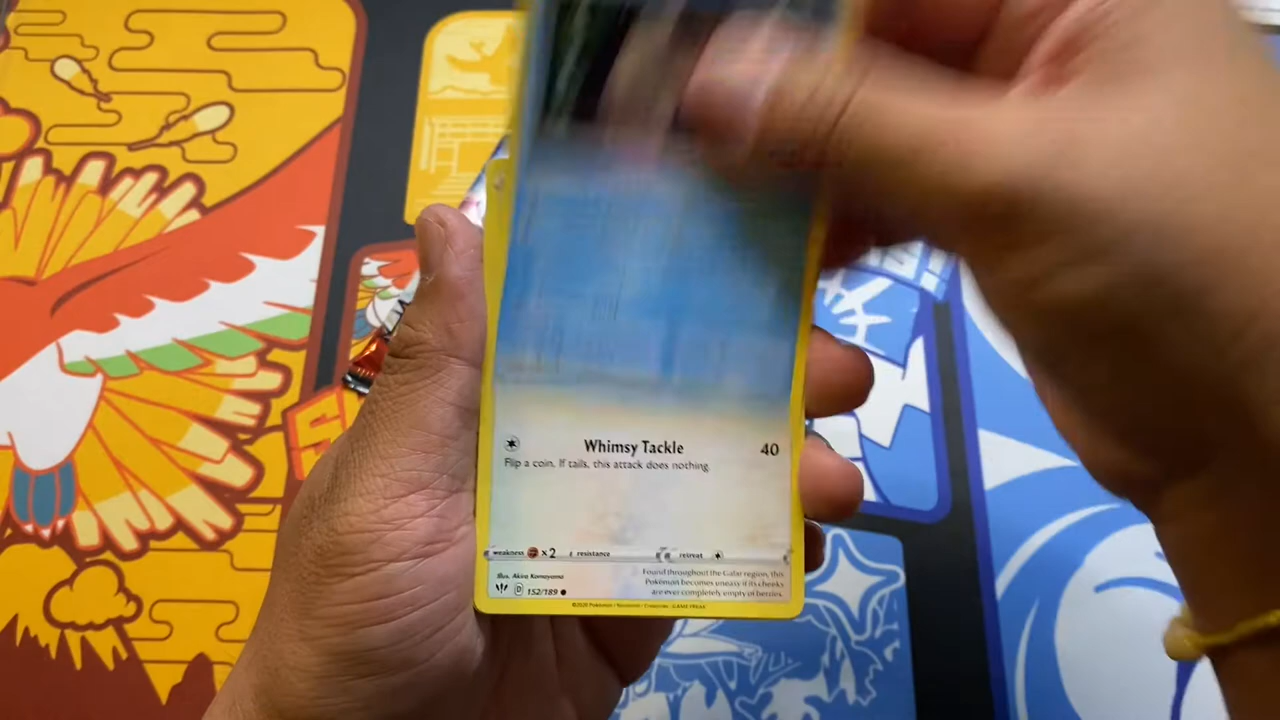 Whimsy Tackle 40
Flip a coin. If tails, this attack does nothing.
weakness x2 resistance retreat
Illus. Akira Komayama
Found throughout the Galar region, this
Pokémon becomes uneasy if its cheeks
are ever completely empty of berries.
D 152/189
©2020 Pokémon / Nintendo / Creatures / GAME FREAK